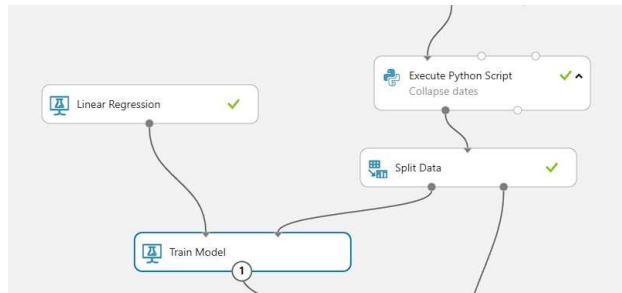 Execute Python Script
Collapse dates
Linear Regression
Split Data
Train Model
1